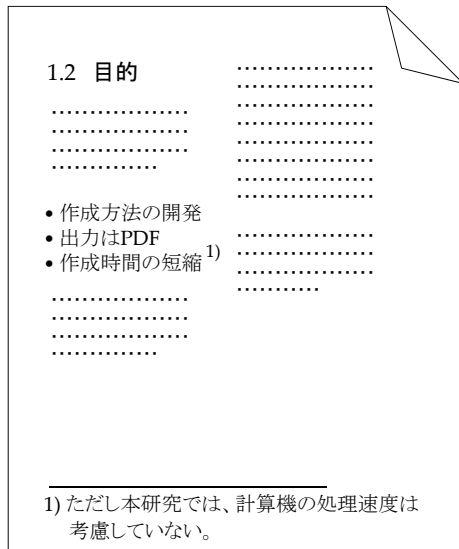 1.2 目的
• 作成方法の開発
• 出力はPDF
• 作成時間の短縮 1)
1) ただし本研究では、計算機の処理速度は
考慮していない。